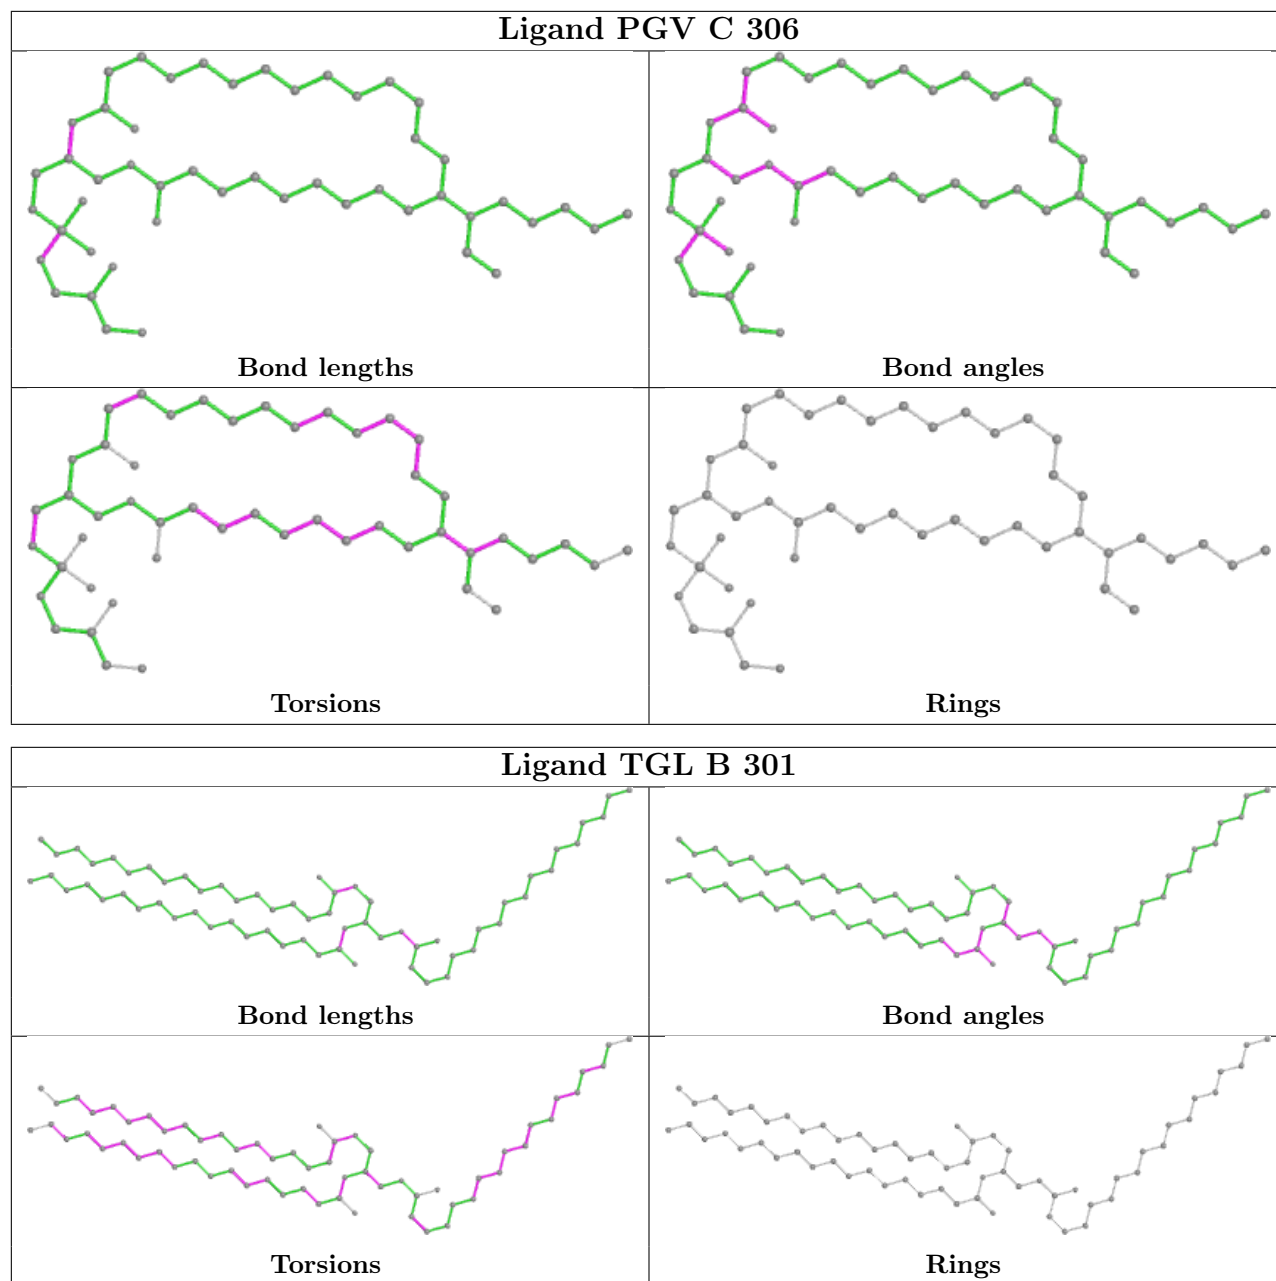 Ligand PGV C 306
Bond lengths
Bond angles
Torsions
Rings
Ligand TGL B 301
Bond lengths
Bond angles
Torsions
Rings